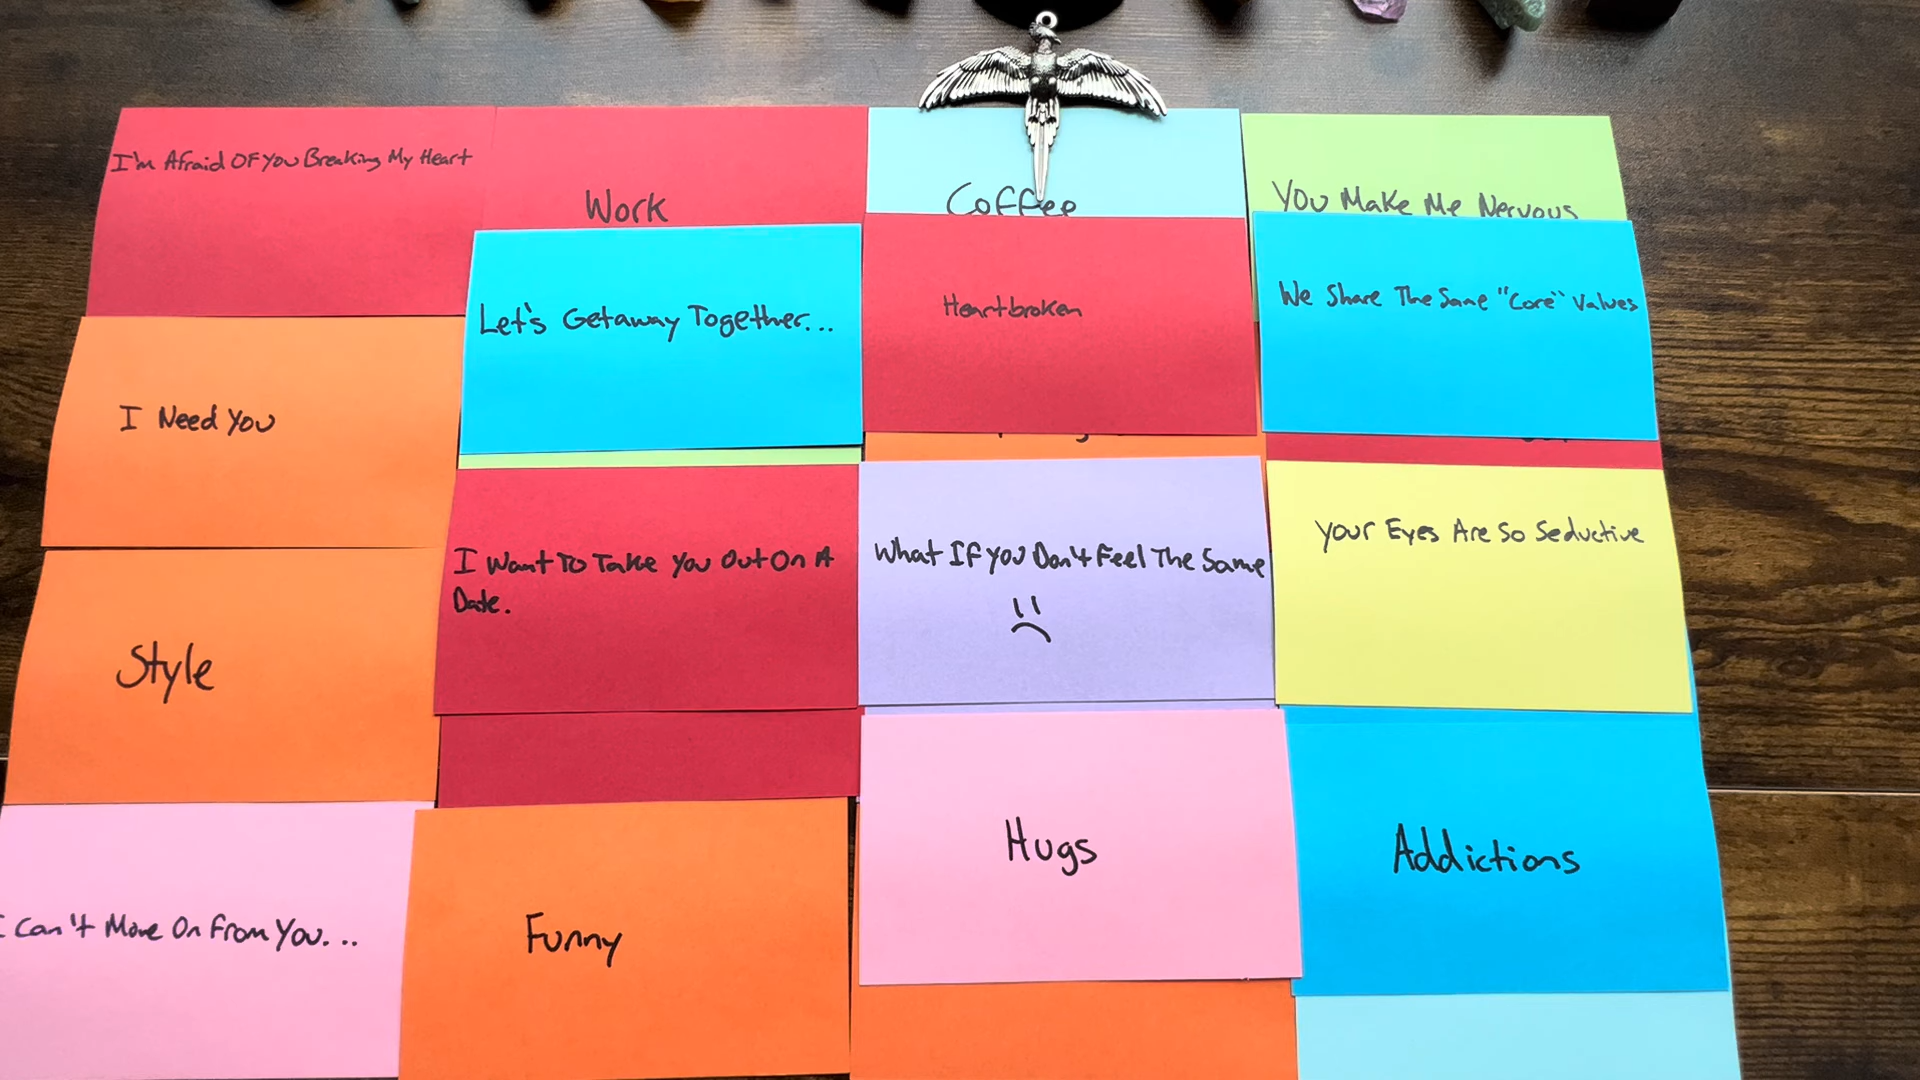 I'm Afraid Of You Breaking My Heart
Work
Coffee
You Make Me Nervous
Let's Getaway Together...
Heartbroken
We Share The Same "Core" Values
I Need You
I Want To Take You Out On A
Date.
What If You Don't Feel The Same
Your Eyes Are So Seductive
Style
Hugs
Addictions
I Can't Move On From You...
Funny